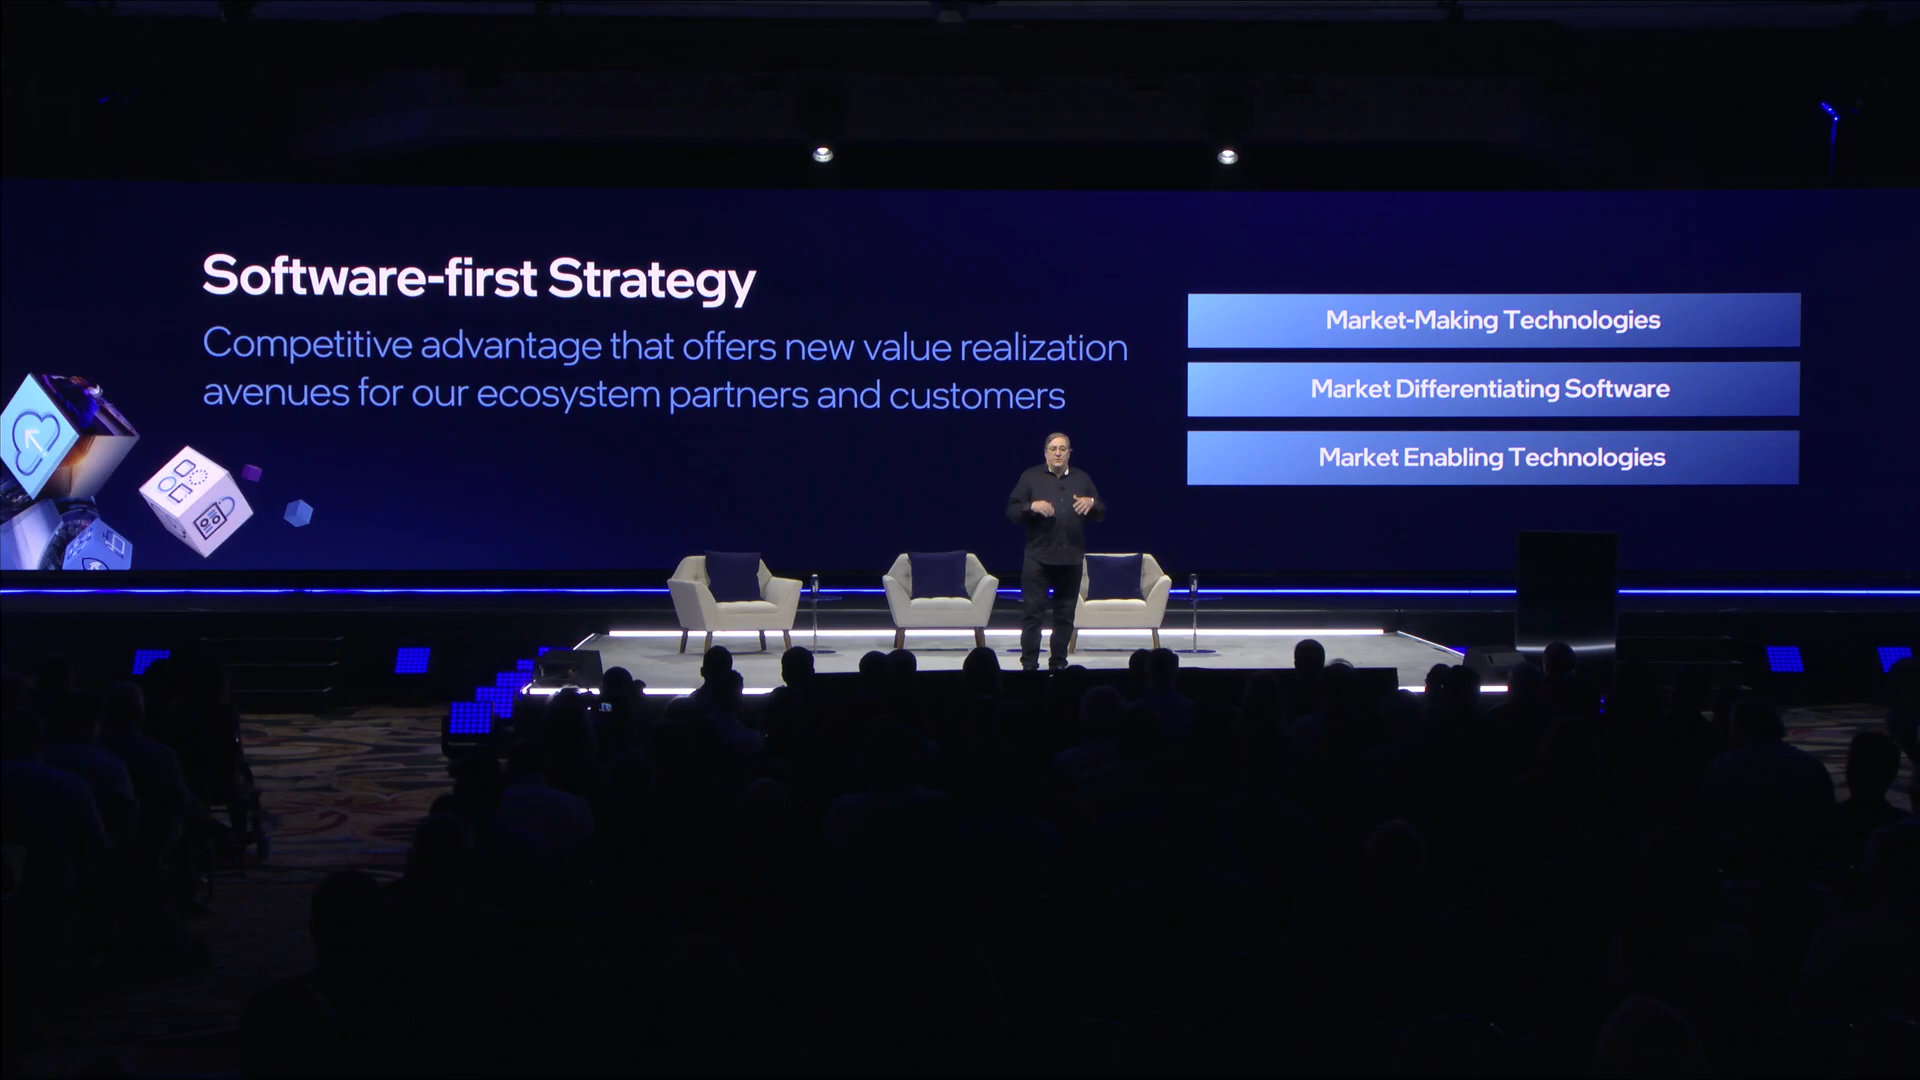 Software-first Strategy
Competitive advantage that offers new value realization
avenues for our ecosystem partners and customers
Market-Making Technologies
Market Differentiating Software
Market Enabling Technologies